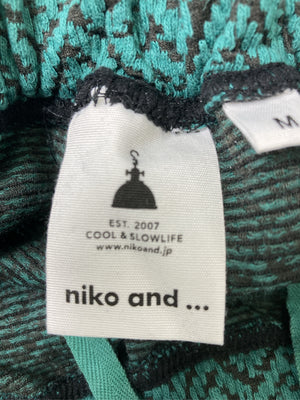 EST. 2007
COOL & SLOWLIFE
www.nikoand.jp
niko and ...
M